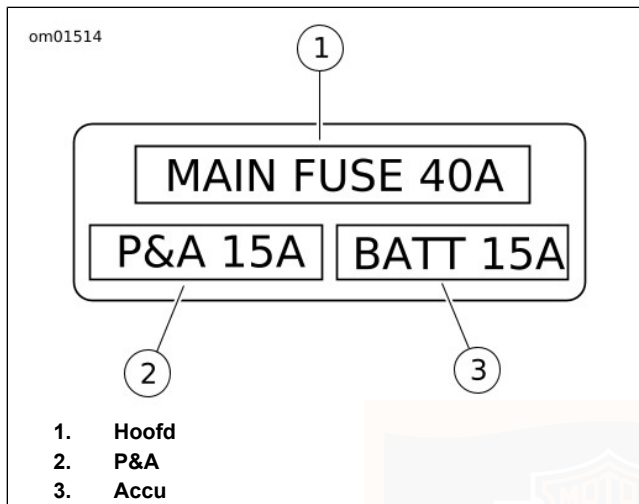 om01514
1
MAIN FUSE 40A
P&A 15A BATT 15A
2 3
1. Hoofd
2. P&A
3. Accu